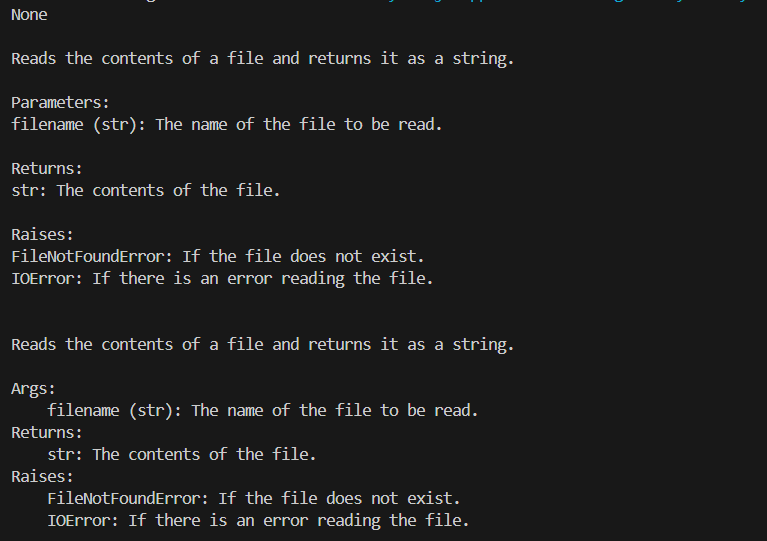 None
Reads the contents of a file and returns it as a string.
Parameters:
filename (str): The name of the file to be read.
Returns:
str: The contents of the file.
Raises:
FileNotFoundError: If the file does not exist.
IOError: If there is an error reading the file.
Reads the contents of a file and returns it as a string.
Args:
    filename (str): The name of the file to be read.
Returns:
    str: The contents of the file.
Raises:
    FileNotFoundError: If the file does not exist.
    IOError: If there is an error reading the file.